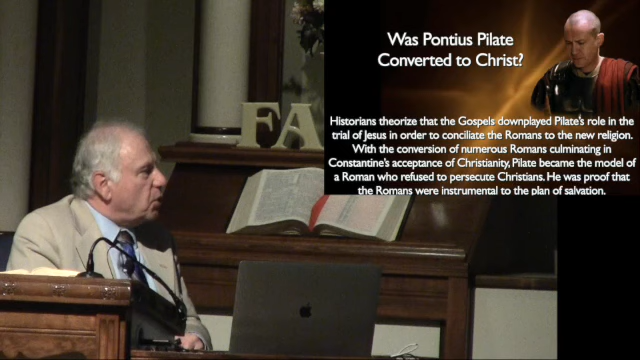 Was Pontius Pilate
Converted to Christ?
Historians theorize that the Gospels downplayed Pilate's role in the
trial of Jesus in order to conciliate the Romans to the new religion.
With the conversion of numerous Romans culminating in
Constantine's acceptance of Christianity, Pilate became the model of
a Roman who refused to persecute Christians. He was proof that
the Romans were instrumental to the plan of salvation.
FA